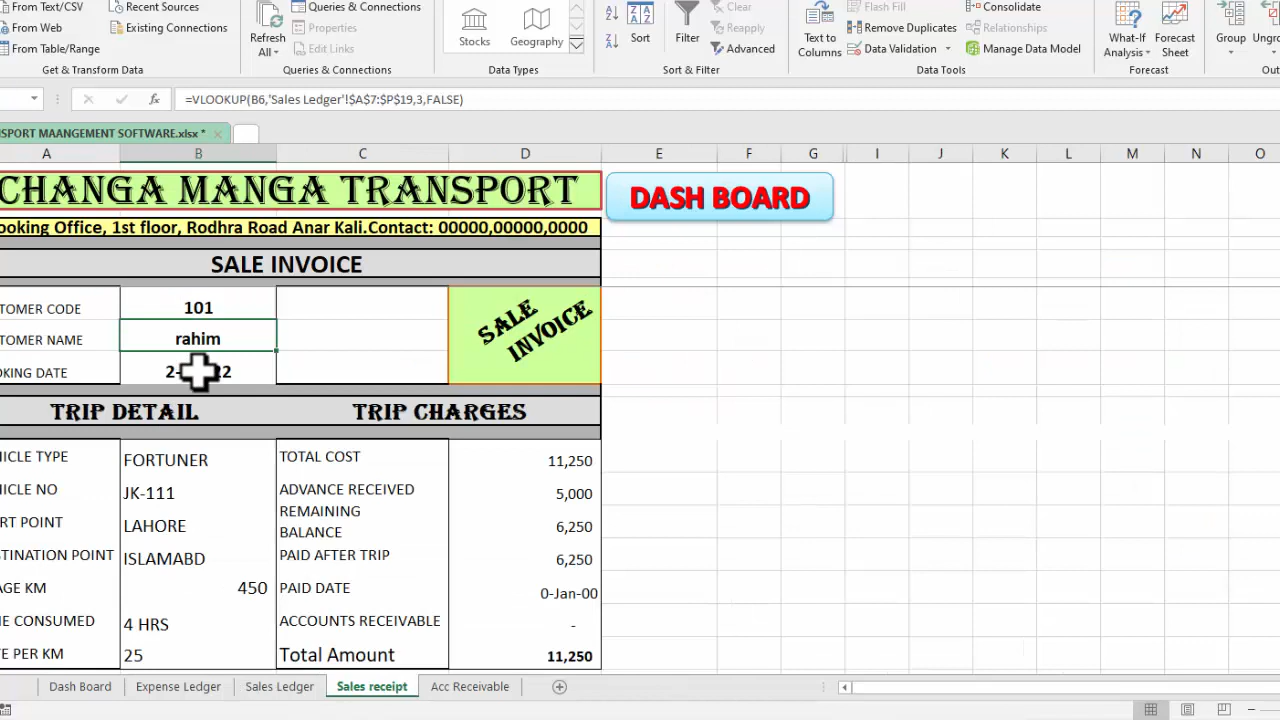 From Text/CSV
Recent Sources
From Web
Existing Connections
From Table/Range
Get & Transform Data
Refresh
All
Queries & Connections
Properties
Edit Links
Queries & Connections
Stocks
Geography
Data Types
Sort
Filter
Clear
Reapply
Advanced
Sort & Filter
Text to
Columns
Flash Fill
Remove Duplicates
Data Validation
Consolidate
Relationships
Manage Data Model
Data Tools
What-If
Analysis
Forecast
Sheet
Forecast
Group
Ungro
Out
fx
=VLOOKUP(B6,'Sales Ledger'!$A$7:$P$19,3,FALSE)
SPORT MAANGEMENT SOFTWARE.xlsx *
A B C D E F G I J K L M N O
CHANGA MANGA TRANSPORT
DASH BOARD
ooking Office, 1st floor, Rodhra Road Anar Kali.Contact: 00000,00000,0000
SALE INVOICE
TOMER CODE 101
SALE
INVOICE
TOMER NAME rahim
KING DATE
TRIP DETAIL TRIP CHARGES
HICLE TYPE FORTUNER TOTAL COST 11,250
HICLE NO JK-111 ADVANCE RECEIVED 5,000
RT POINT LAHORE REMAINING
BALANCE 6,250
STINATION POINT ISLAMABD PAID AFTER TRIP 6,250
AGE KM 450 PAID DATE 0-Jan-00
E CONSUMED 4 HRS ACCOUNTS RECEIVABLE -
E PER KM 25 Total Amount 11,250
Dash Board Expense Ledger Sales Ledger Sales receipt Acc Receivable